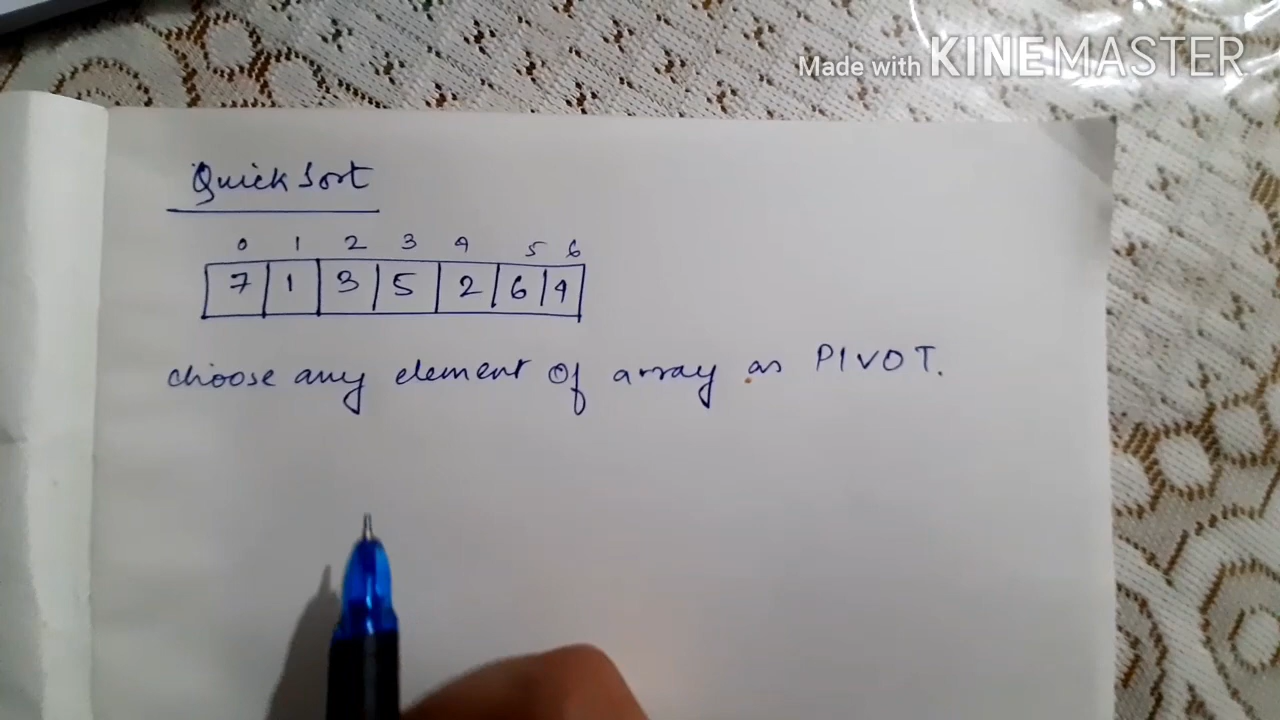 Made with KINEMASTER
Quick Sort
0 1 2 3 4 5 6
7 1 3 5 2 6 4
choose any element of array as PIVOT.